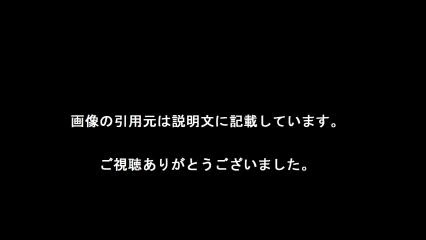 画像の引用元は説明文に記載しています。
ご視聴ありがとうございました。